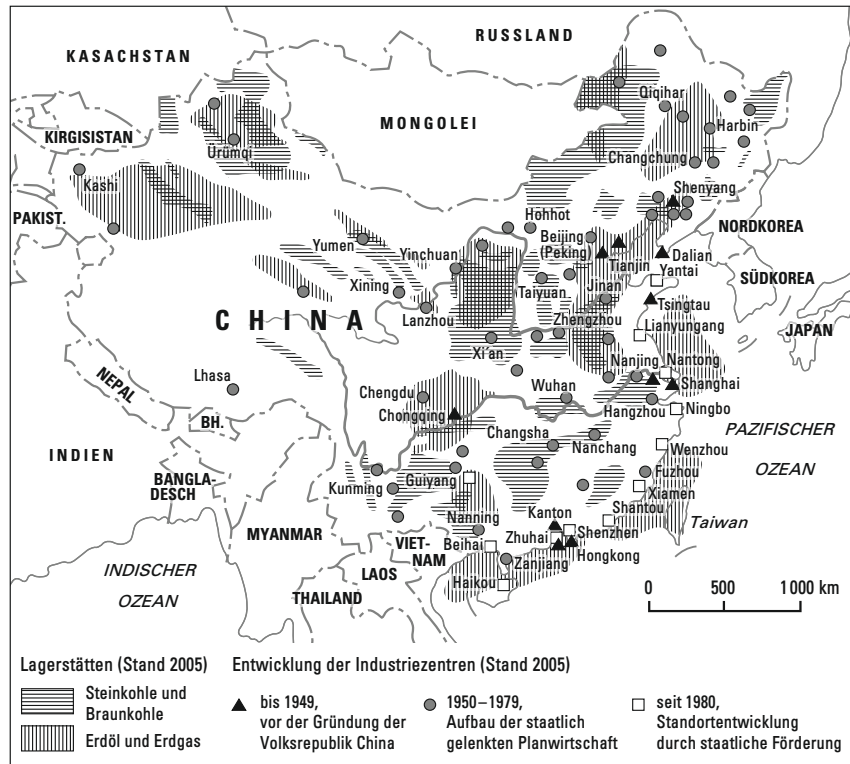 RUSSLAND
KASACHSTAN
Qiqihar
MONGOLEI
Harbin
KIRGISISTAN
Ürümqi
Changchung
Kashi
Shenyang
PAKIST.
Hohhot
NORDKOREA
Yumen
Beijing
(Peking)
Yinchuan
Tianjin
Dalian
Yantai
SÜDKOREA
Xining
Taiyuan
Jinan
Tsingtau
CHINA
Lanzhou
Zhengzhou
Lianyungang
JAPAN
Xi'an
Nanjing
Nantong
NEPAL
Lhasa
Chengdu
Wuhan
Shanghai
Chongqing
Hangzhou
Ningbo
BH.
Changsha
PAZIFISCHER
OZEAN
INDIEN
Nanchang
Wenzhou
BANGLA-
DESCH
Guiyang
Fuzhou
Kunming
Xiamen
Shantou
Kanton
Taiwan
MYANMAR
Nanning
Shenzhen
Zhuhai
Beihai
VIET-
NAM
Hongkong
INDISCHER
OZEAN
LAOS
Zanjiang
THAILAND
Haikou
0 500 1000 km
Lagerstätten (Stand 2005)
Steinkohle und
Braunkohle
Erdöl und Erdgas
Entwicklung der Industriezentren (Stand 2005)
bis 1949,
vor der Gründung der
Volksrepublik China
1950–1979,
Aufbau der staatlich
gelenkten Planwirtschaft
seit 1980,
Standortentwicklung
durch staatliche Förderung